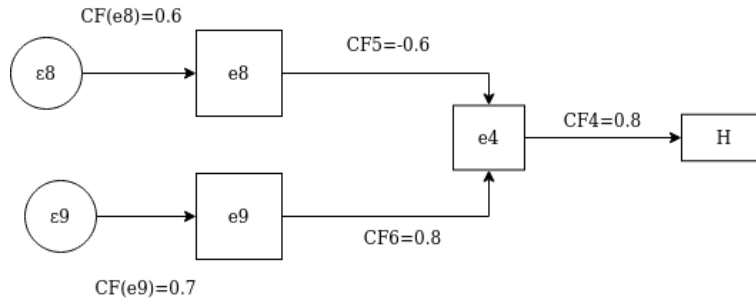 CF(e8)=0.6
CF5=-0.6
ε8
e8
CF4=0.8
e4
H
ε9
e9
CF6=0.8
CF(e9)=0.7